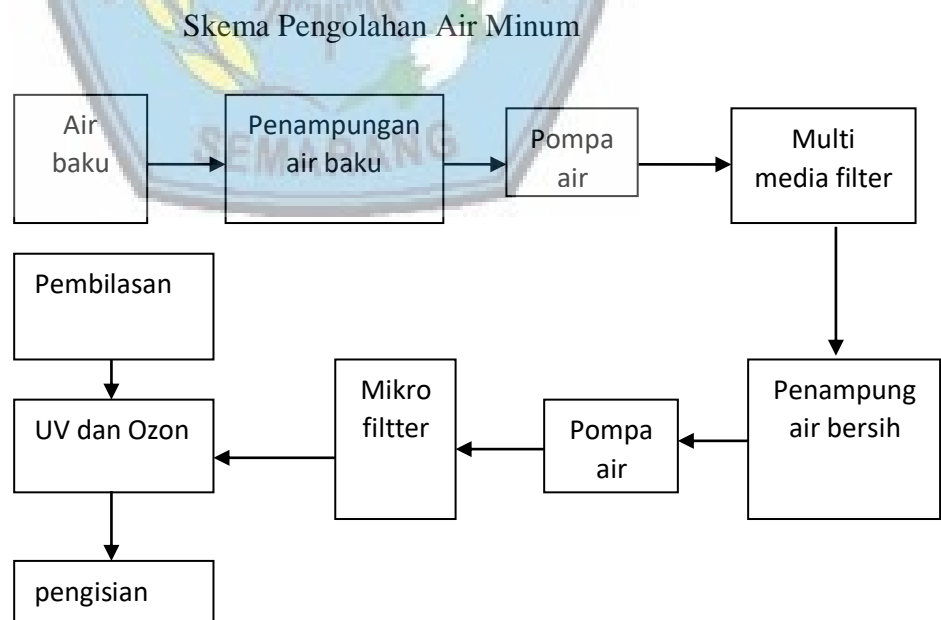 Skema Pengolahan Air Minum
Air
baku
Penampungan
air baku
Pompa
air
Multi
media filter
SEMARANG
Pembilasan
UV dan Ozon
Mikro
filtter
Pompa
air
Penampung
air bersih
pengisian